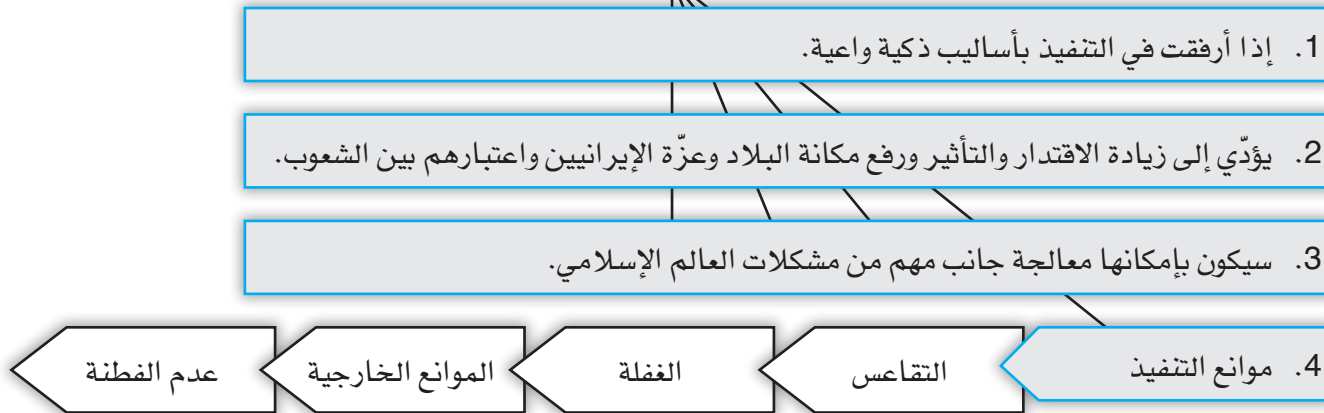 1. إذا أرفقت في التنفيذ بأساليب ذكية واعية.
2. يؤدّي إلى زيادة الاقتدار والتأثير ورفع مكانة البلاد وعزّة الإيرانيين واعتبارهم بين الشعوب.
3. سيكون بإمكانها معالجة جانب مهم من مشكلات العالم الإسلامي.
4. موانع التنفيذ
التقاعس
الغفلة
الموانع الخارجية
عدم الفطنة